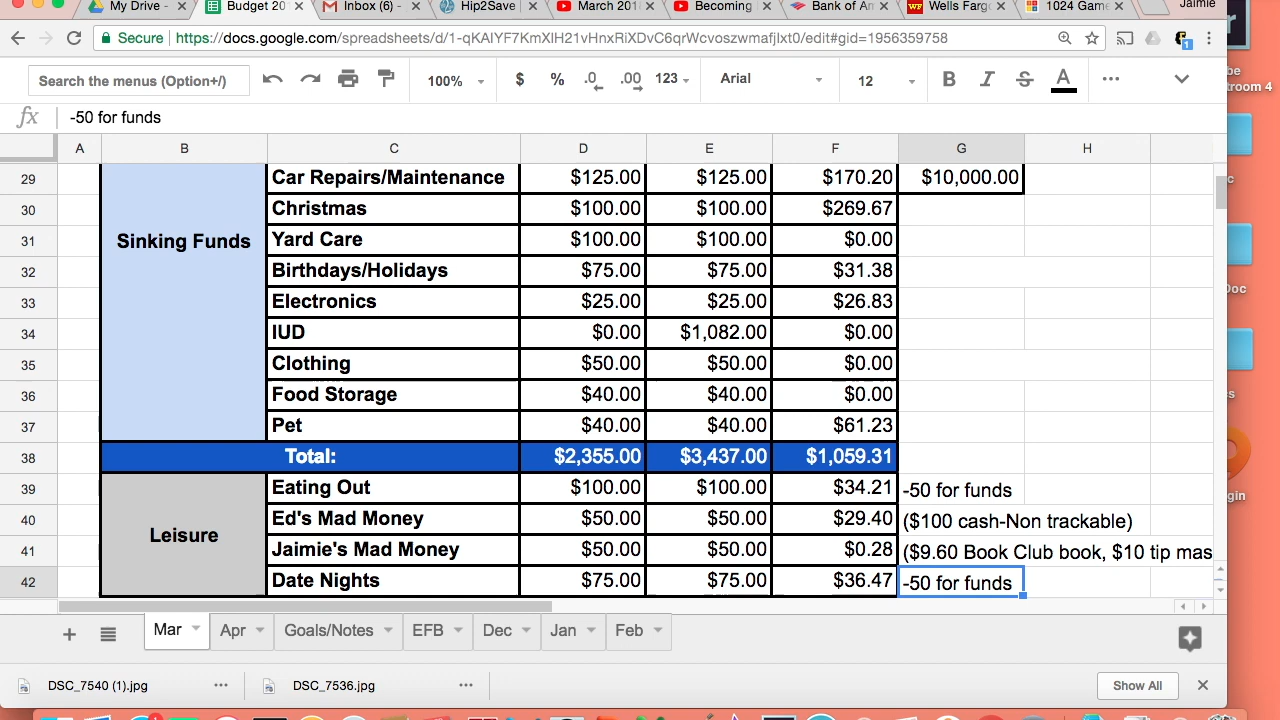 My Drive - Budget 20 Inbox (6) - Hip2Save March 201 Becoming Bank of Am Wells Farg 1024 Game Jaimie
Secure https://docs.google.com/spreadsheets/d/1-qKAIYF7XmXIH21vHnxRiXDvC6qrWcvoszwmafjIxt0/edit#gid=1956359758
Search the menus (Option+/) 100% $ % .0 .00 123 Arial 12 B I S A
fx -50 for funds
A B C D E F G H
29 Car Repairs/Maintenance $125.00 $125.00 $170.20 $10,000.00
30 Christmas $100.00 $100.00 $269.67
31 Sinking Funds Yard Care $100.00 $100.00 $0.00
32 Birthdays/Holidays $75.00 $75.00 $31.38
33 Electronics $25.00 $25.00 $26.83
34 IUD $0.00 $1,082.00 $0.00
35 Clothing $50.00 $50.00 $0.00
36 Food Storage $40.00 $40.00 $0.00
37 Pet $40.00 $40.00 $61.23
38 Total: $2,355.00 $3,437.00 $1,059.31
39 Eating Out $100.00 $100.00 $34.21 -50 for funds
40 Ed's Mad Money $50.00 $50.00 $29.40 ($100 cash-Non trackable)
Leisure
41 Jaimie's Mad Money $50.00 $50.00 $0.28 ($9.60 Book Club book, $10 tip mas
42 Date Nights $75.00 $75.00 $36.47 -50 for funds
Mar Apr Goals/Notes EFB Dec Jan Feb
DSC_7540 (1).jpg DSC_7536.jpg Show All
troom 4